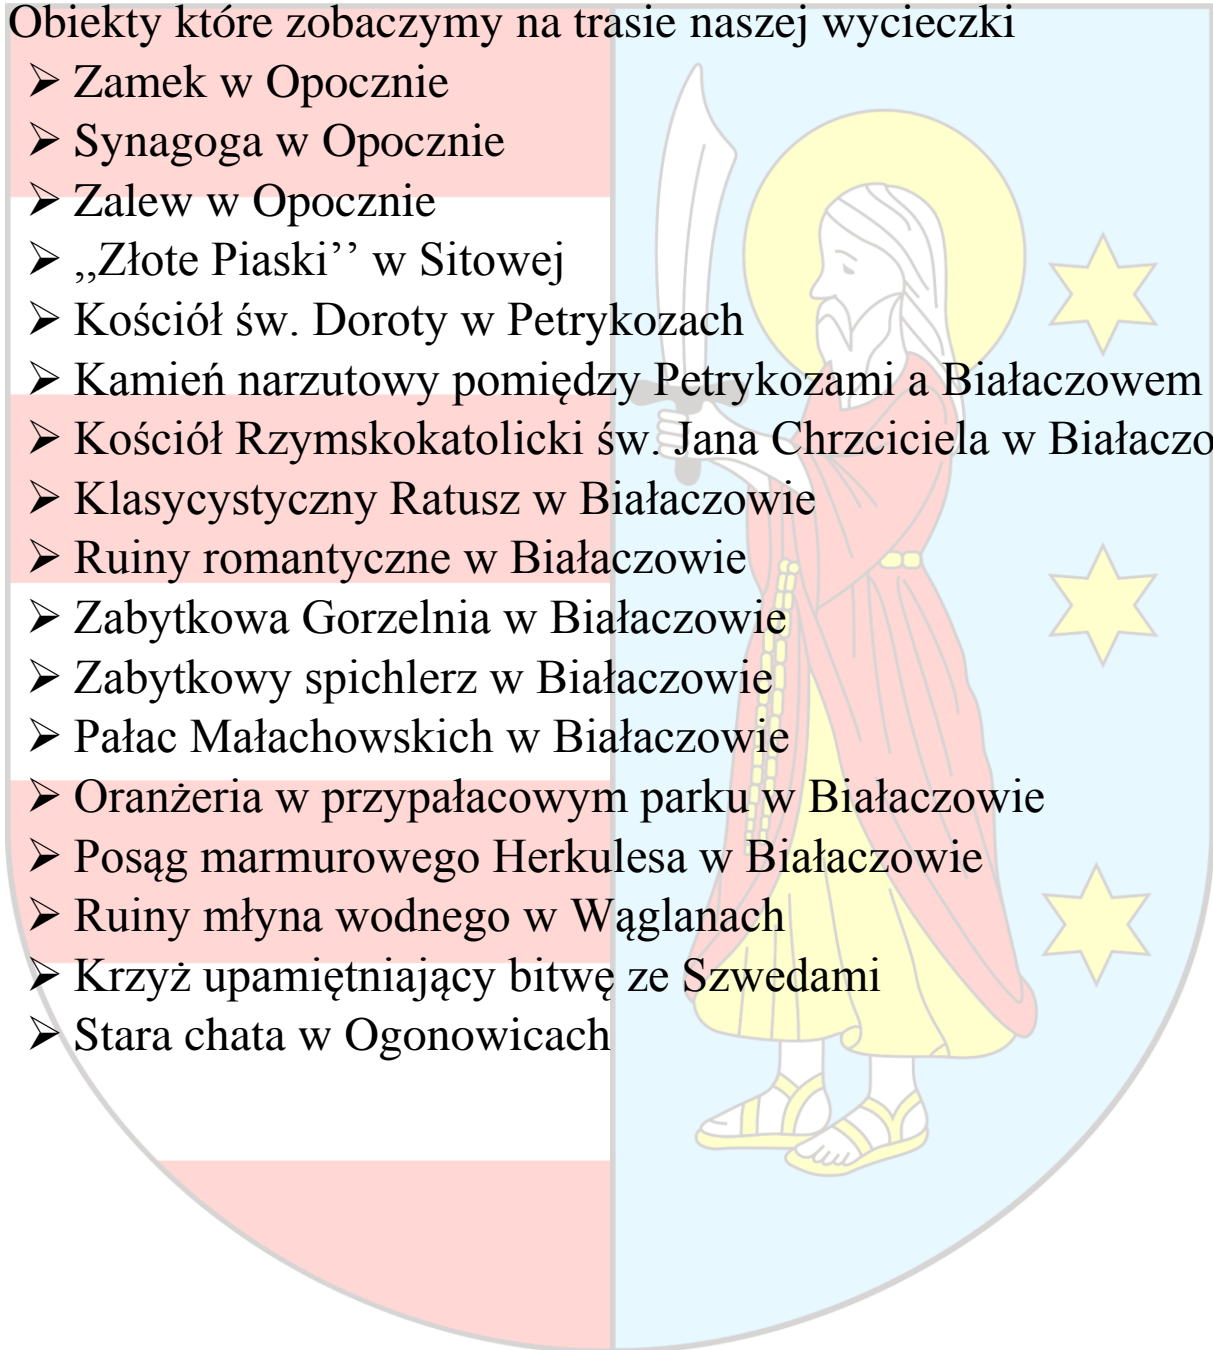 Obiekty które zobaczymy na trasie naszej wycieczki
➢ Zamek w Opocznie
➢ Synagoga w Opocznie
➢ Zalew w Opocznie
➢ ,,Złote Piaski’’ w Sitowej
➢ Kościół św. Doroty w Petrykozach
➢ Kamień narzutowy pomiędzy Petrykozami a Białaczowem
➢ Kościół Rzymskokatolicki św. Jana Chrzciciela w Białaczo
➢ Klasycystyczny Ratusz w Białaczowie
➢ Ruiny romantyczne w Białaczowie
➢ Zabytkowa Gorzelnia w Białaczowie
➢ Zabytkowy spichlerz w Białaczowie
➢ Pałac Małachowskich w Białaczowie
➢ Oranżeria w przypałacowym parku w Białaczowie
➢ Posąg marmurowego Herkulesa w Białaczowie
➢ Ruiny młyna wodnego w Wąglanach
➢ Krzyż upamiętniający bitwę ze Szwedami
➢ Stara chata w Ogonowicach